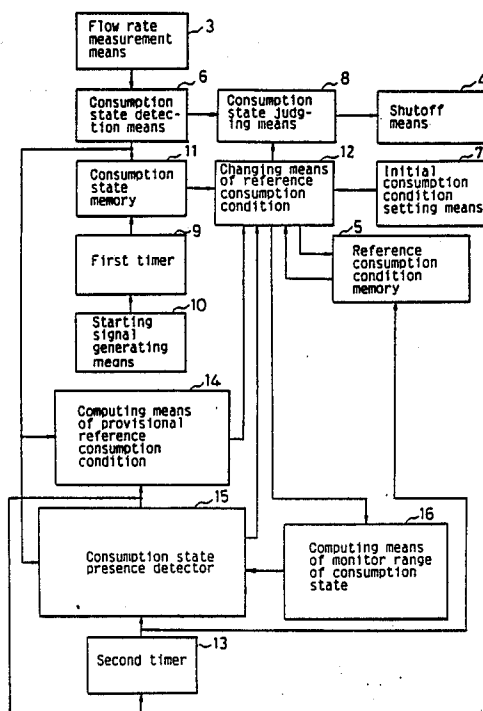 3
Flow rate
measurement
means
6
Consumption
state detec-
tion means
8
Consumption
state judg-
ing means
4
Shutoff
means
11
Consumption
state
memory
12
Changing means
of reference
consumption
condition
7
Initial
consumption
condition
setting means
9
First timer
5
Reference
consumption
condition
memory
10
Starting
signal
generating
means
14
Computing means
of provisional
reference
consumption
condition
15
Consumption state
presence detector
16
Computing means
of monitor range
of consumption
state
13
Second timer